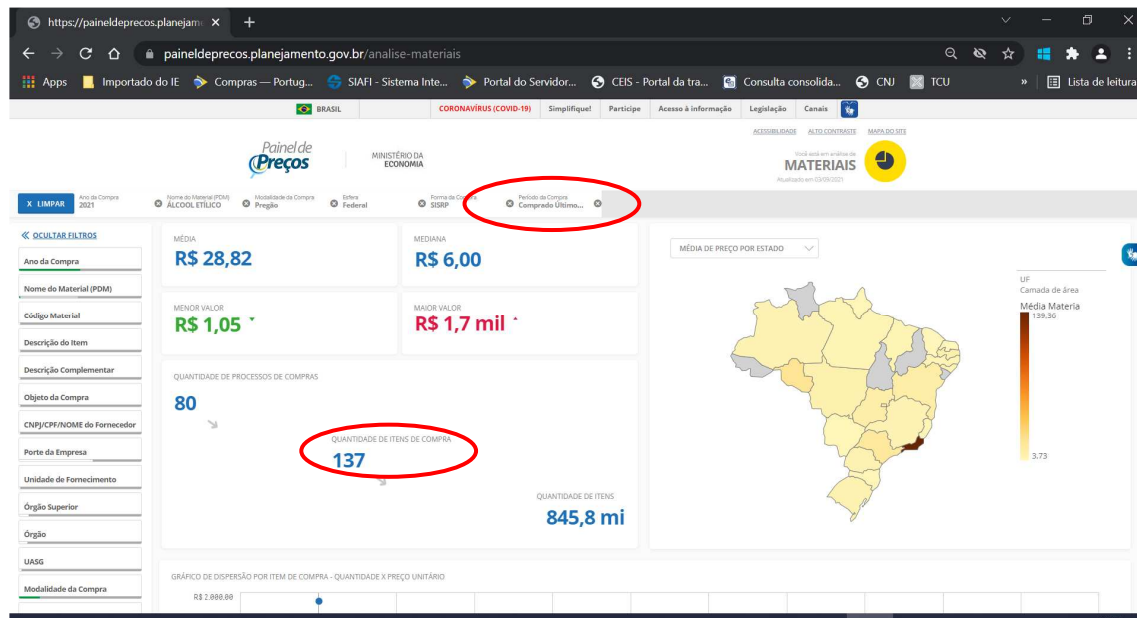 https://paineldeprecos.planejam
paineldeprecos.planejamento.gov.br/analise-materiais
Apps Importado do IE Compras — Portug... SIAFI - Sistema Inte... Portal do Servidor... CEIS - Portal da tra... Consulta consolida... CNJ TCU » Lista de leitura
BRASIL CORONAVÍRUS (COVID-19) Simplifique! Participe Acesso à informação Legislação Canais
ACESSIBILIDADE ALTO CONTRASTE MAPA DO SITE
Painel de
Preços
MINISTÉRIO DA
ECONOMIA
Você está em análise de
MATERIAIS
Atualizado em 03/09/2021
X LIMPAR
Ano da Compra
2021
Nome do Material (PDM)
ÁLCOOL ETÍLICO
Modalidade da Compra
Pregão
Esfera
Federal
Forma da Compra
SISRP
Período da Compra
Comprado Último...
OCULTAR FILTROS
Ano da Compra
Nome do Material (PDM)
Código Material
Descrição do Item
Descrição Complementar
Objeto da Compra
CNPJ/CPF/NOME do Fornecedor
Porte da Empresa
Unidade de Fornecimento
Órgão Superior
Órgão
UASG
Modalidade da Compra
MÉDIA
R$ 28,82
MEDIANA
R$ 6,00
MENOR VALOR
R$ 1,05
MAIOR VALOR
R$ 1,7 mil
QUANTIDADE DE PROCESSOS DE COMPRAS
80
QUANTIDADE DE ITENS DE COMPRA
137
QUANTIDADE DE ITENS
845,8 mi
MÉDIA DE PREÇO POR ESTADO
UF
Camada de área
Média Materia
139,56
3,73
GRÁFICO DE DISPERSÃO POR ITEM DE COMPRA - QUANTIDADE X PREÇO UNITÁRIO
R$ 2.000,00